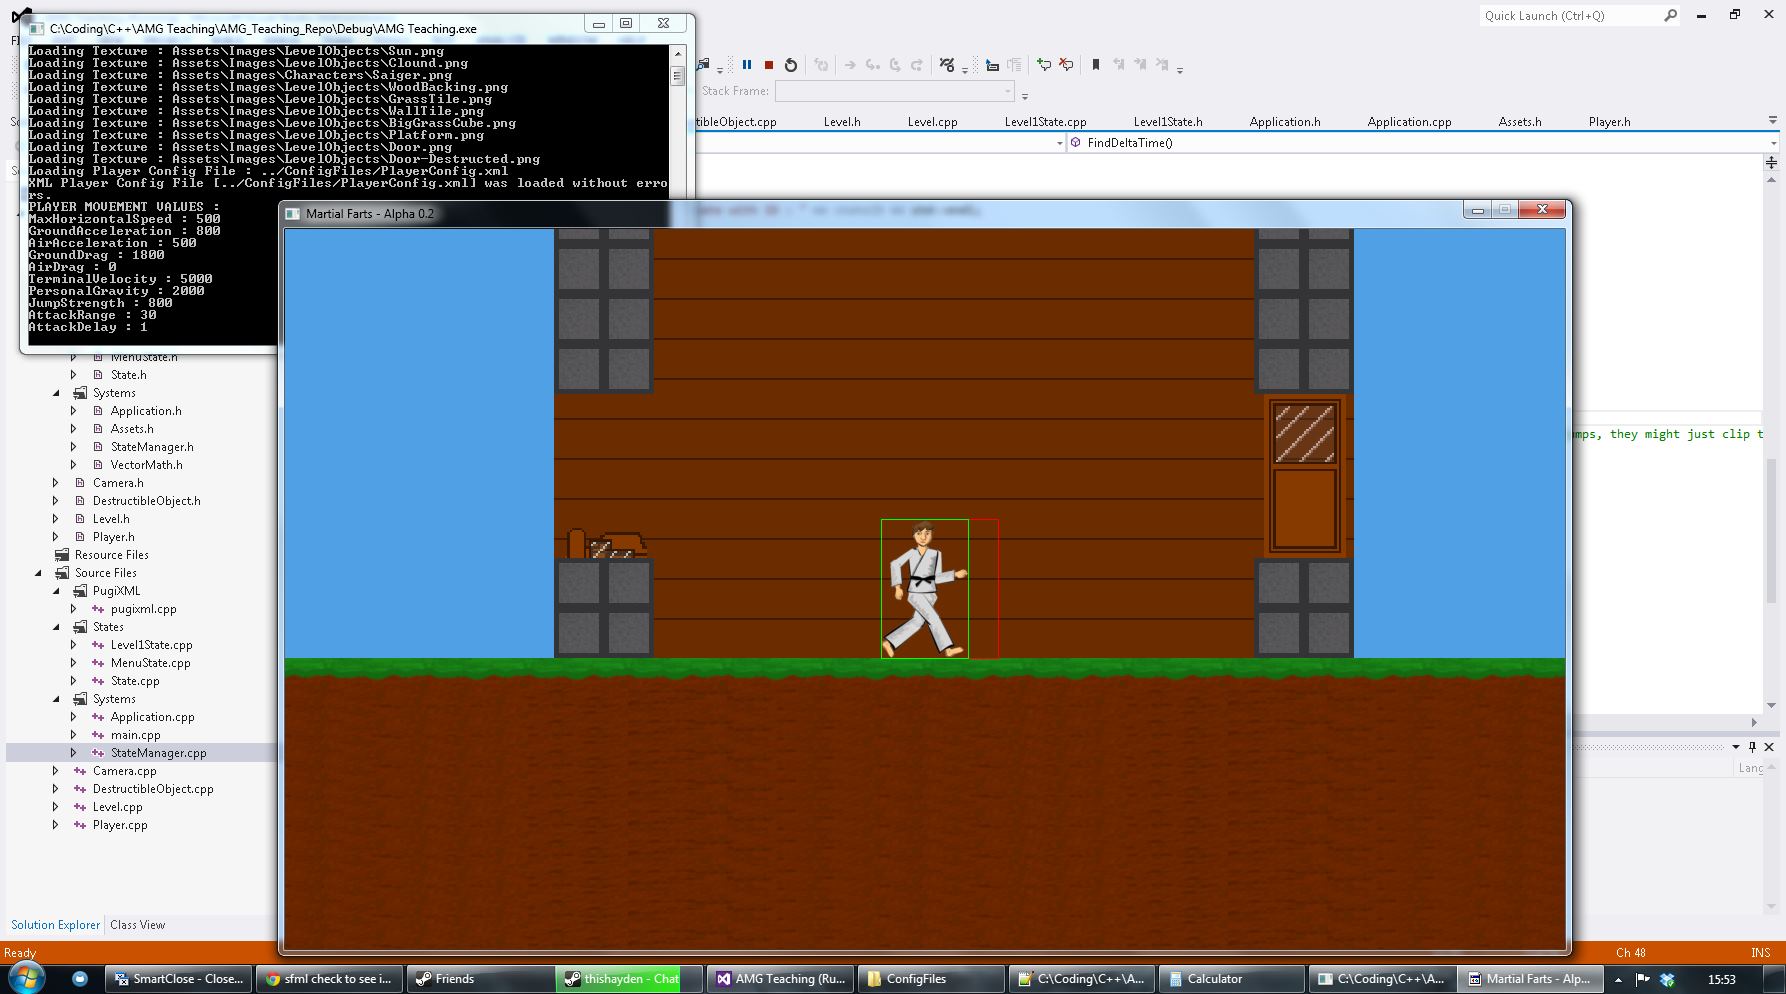 C:\Coding\C++\AMG Teaching\AMG_Teaching_Repo\Debug\AMG Teaching.exe
Quick Launch (Ctrl+Q)
Loading Texture : Assets\Images\LevelObjects\Sun.png
Loading Texture : Assets\Images\LevelObjects\Clound.png
Loading Texture : Assets\Images\Characters\Saiger.png
Loading Texture : Assets\Images\LevelObjects\WoodBacking.png
Loading Texture : Assets\Images\LevelObjects\GrassTile.png
Loading Texture : Assets\Images\LevelObjects\WallTile.png
Loading Texture : Assets\Images\LevelObjects\BigGrassCube.png
Loading Texture : Assets\Images\LevelObjects\Platform.png
Loading Texture : Assets\Images\LevelObjects\Door.png
Loading Texture : Assets\Images\LevelObjects\Door-Destructed.png
Loading Player Config File : ../ConfigFiles/PlayerConfig.xml
XML Player Config File [../ConfigFiles/PlayerConfig.xml] was loaded without erro
rs.
PLAYER MOVEMENT VALUES :
MaxHorizontalSpeed : 500
GroundAcceleration : 800
AirAcceleration : 500
GroundDrag : 1800
AirDrag : 0
TerminalVelocity : 5000
PersonalGravity : 2000
JumpStrength : 800
AttackRange : 30
AttackDelay : 1
Stack Frame:
tibleObject.cpp Level.h Level.cpp Level1State.cpp Level1State.h Application.h Application.cpp Assets.h Player.h
FindDeltaTime()
Martial Farts - Alpha 0.2
mps, they might just clip t
MenuState.h
State.h
Systems
Application.h
Assets.h
StateManager.h
VectorMath.h
Camera.h
DestructibleObject.h
Level.h
Player.h
Resource Files
Source Files
PugiXML
pugixml.cpp
States
Level1State.cpp
MenuState.cpp
State.cpp
Systems
Application.cpp
main.cpp
StateManager.cpp
Camera.cpp
DestructibleObject.cpp
Level.cpp
Player.cpp
Lang
Solution Explorer Class View
Ready Ch 48 INS
SmartClose - Close... sfml check to see i... Friends thishayden - Chat AMG Teaching (Ru... ConfigFiles C:\Coding\C++\A... Calculator C:\Coding\C++\A... Martial Farts - Alp... 15:53